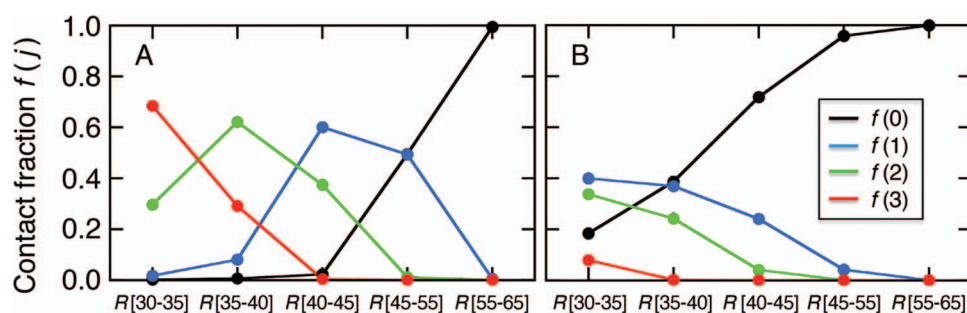 Contact fraction f ( j )
1.0
0.8
0.6
0.4
0.2
0.0
A
R[30-35] R[35-40] R[40-45] R[45-55] R[55-65]
B
f (0)
f (1)
f (2)
f (3)
R[30-35] R[35-40] R[40-45] R[45-55] R[55-65]